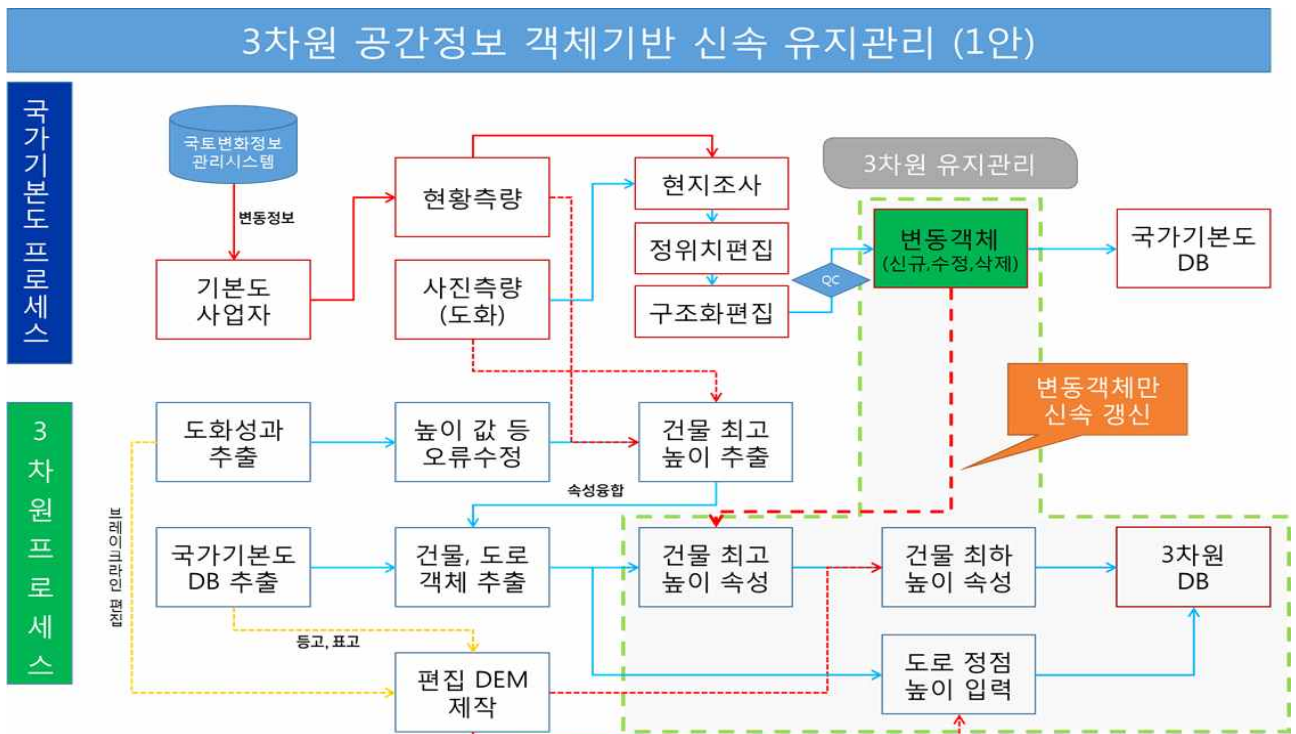 3차원 공간정보 객체기반 신속 유지관리 (1안)
국가기본도 프로세스
국토변화정보
관리시스템
변동정보
기본도
사업자
현황측량
사진측량
(도화)
현지조사
정위치편집
구조화편집
QC
3차원 유지관리
변동객체
(신규,수정,삭제)
국가기본도
DB
변동객체만
신속 갱신
3차원프로세스
도화성과
추출
높이 값 등
오류수정
건물 최고
높이 추출
속성융합
브레이크라인 편집
국가기본도
DB 추출
건물, 도로
객체 추출
건물 최고
높이 속성
건물 최하
높이 속성
3차원
DB
등고, 표고
편집 DEM
제작
도로 정점
높이 입력